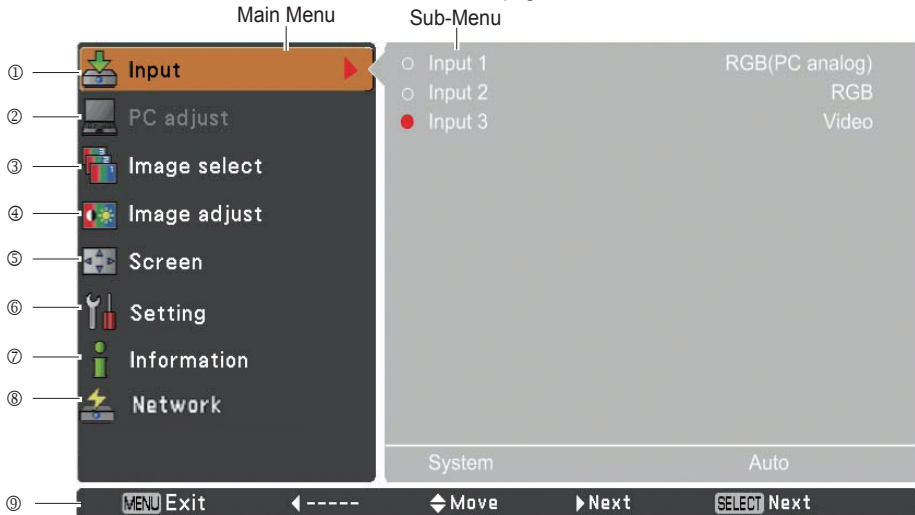 Main Menu
Sub-Menu
① Input
② PC adjust
③ Image select
④ Image adjust
⑤ Screen
⑥ Setting
⑦ Information
⑧ Network
Input 1 RGB(PC analog)
Input 2 RGB
Input 3 Video
System Auto
⑨ MENU Exit ----- Move Next SELECT Next